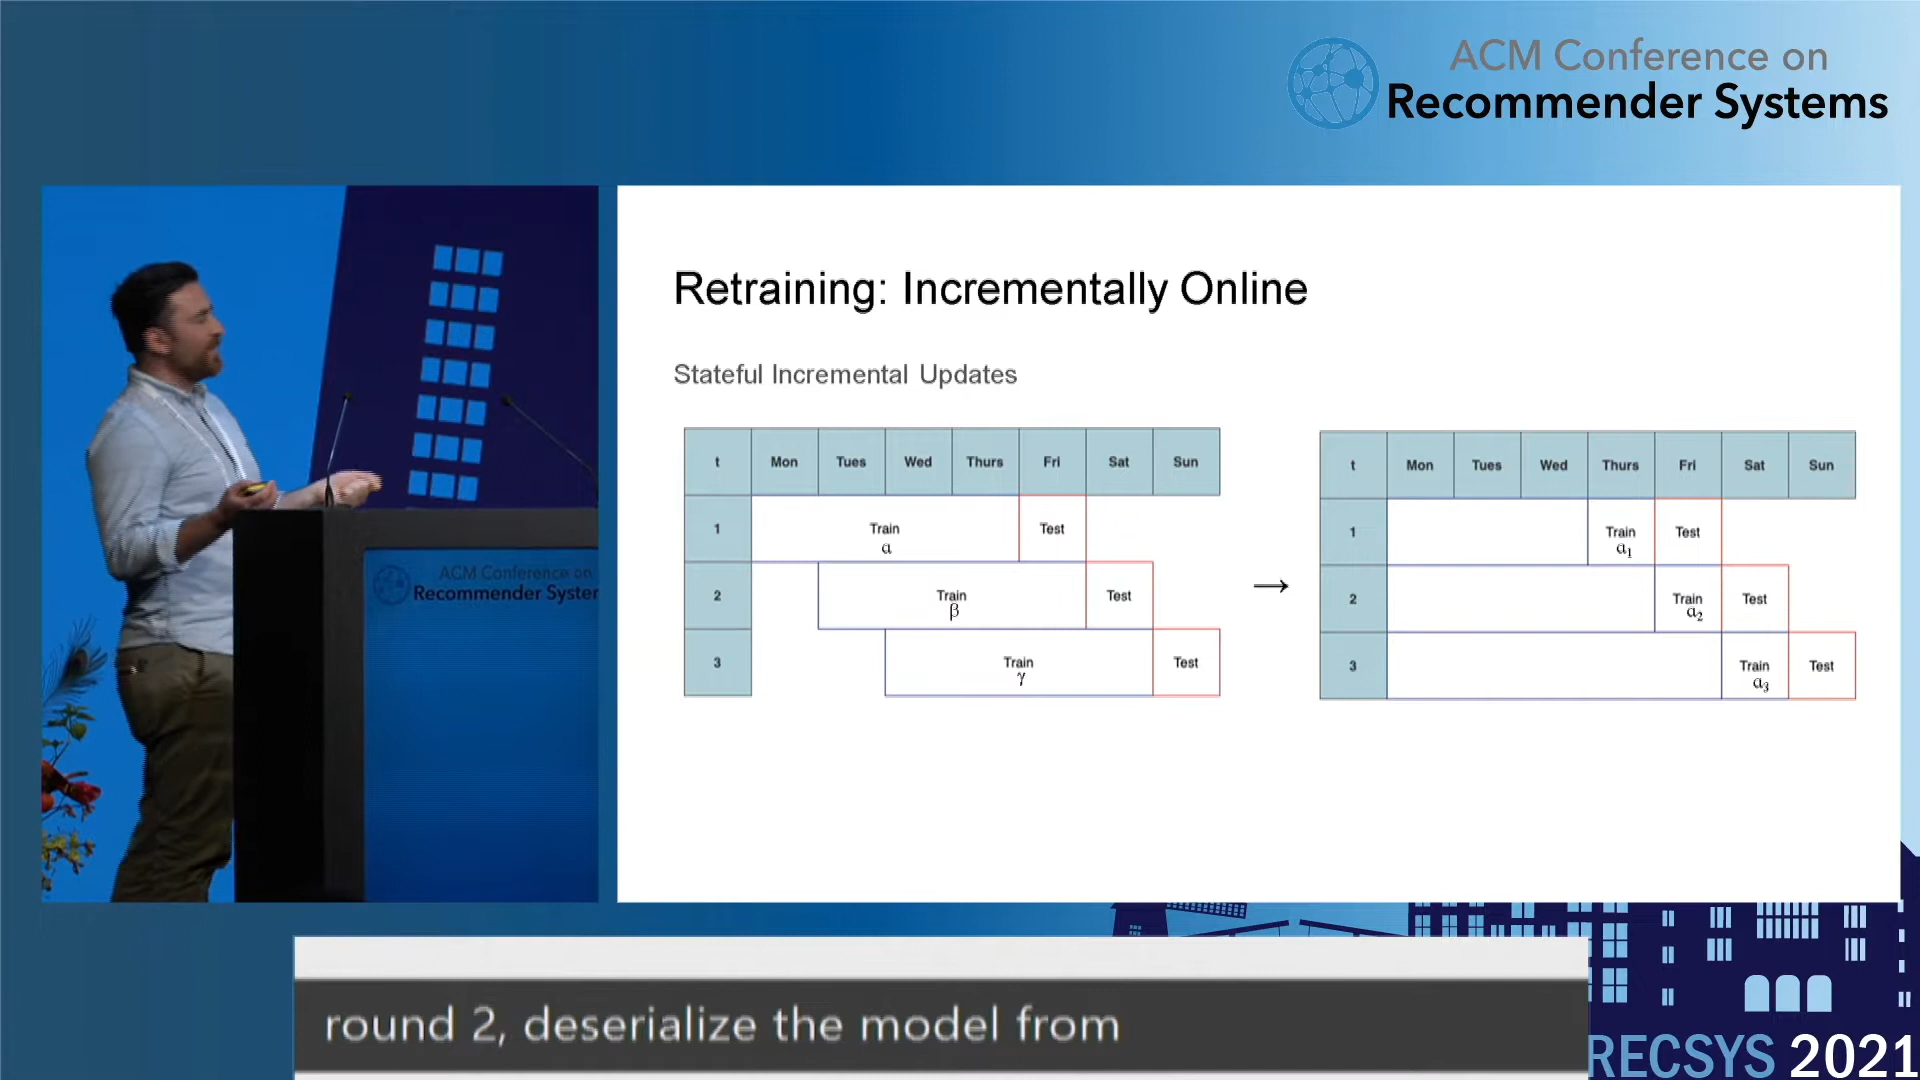 ACM Conference on
Recommender Systems
Retraining: Incrementally Online
Stateful Incremental Updates
t Mon Tues Wed Thurs Fri Sat Sun
1 Train α Test
2 Train β Test
3 Train γ Test
→
t Mon Tues Wed Thurs Fri Sat Sun
1 Train α₁ Test
2 Train α₂ Test
3 Train α₃ Test
ACM Conference on
Recommender System
round 2, deserialize the model from
RECSYS 2021